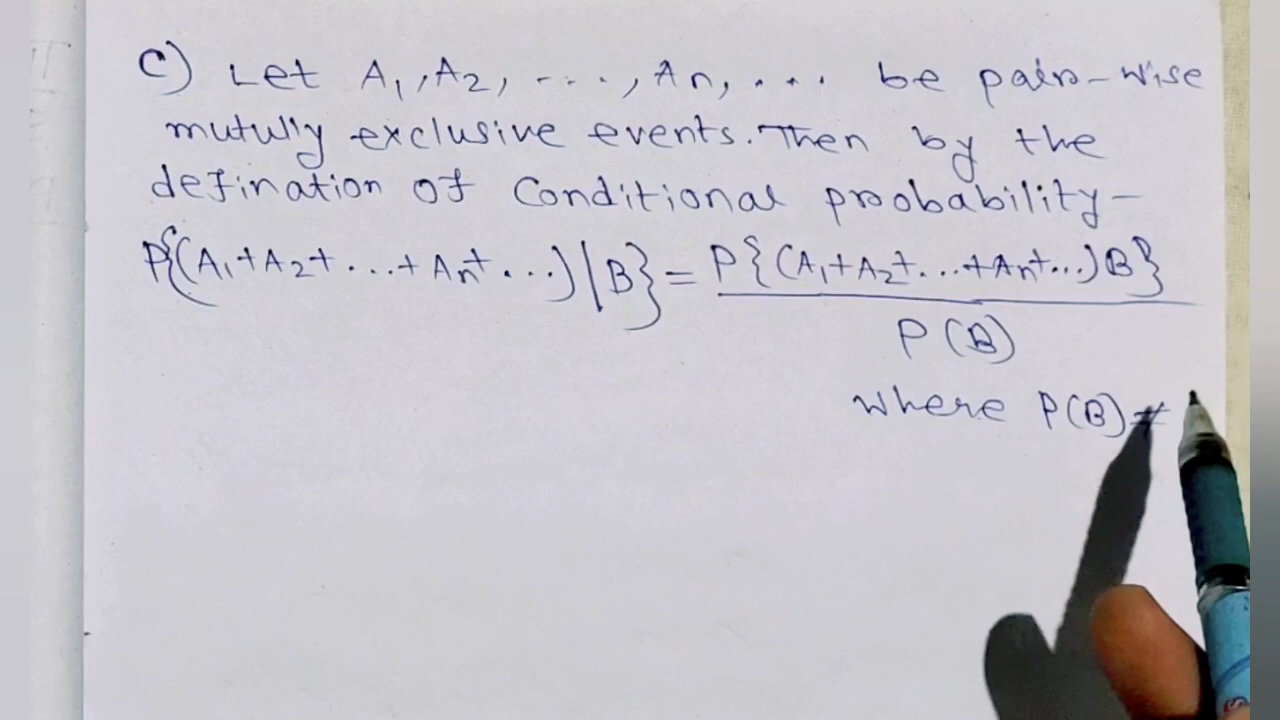 C) Let A₁, A₂, ...., An, ... be pair-wise
mutully exclusive events. Then by the
defination of Conditional probability-
P{(A₁+A₂+...+An+...)|B} = P{(A₁+A₂+...+An+...)B}
P(B)
where P(B)≠